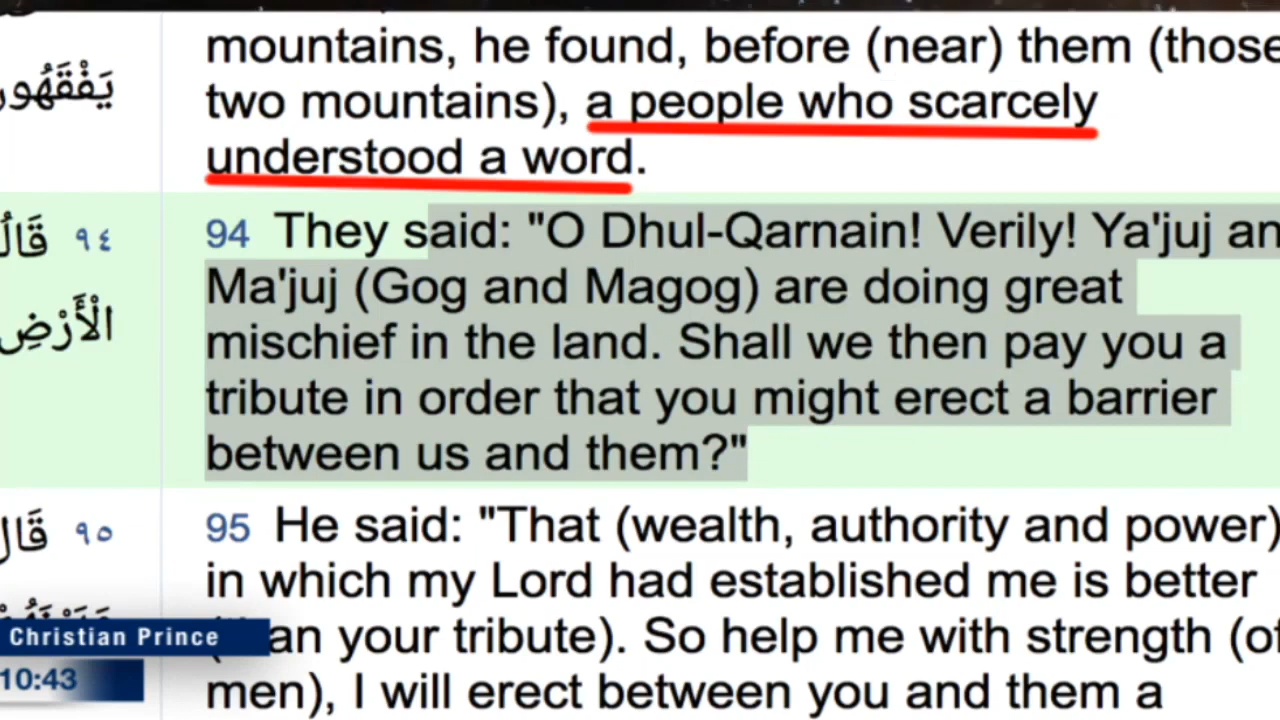 mountains, he found, before (near) them (those
يَفْقَهُو
two mountains), a people who scarcely
understood a word.
٩٤
94 They said: "O Dhul-Qarnain! Verily! Ya'juj an
Ma'juj (Gog and Magog) are doing great
الْأَرْضِ
mischief in the land. Shall we then pay you a
tribute in order that you might erect a barrier
between us and them?"
٩٥
95 He said: "That (wealth, authority and power)
in which my Lord had established me is better
Christian Prince
an your tribute). So help me with strength (of
10:43
men), I will erect between you and them a